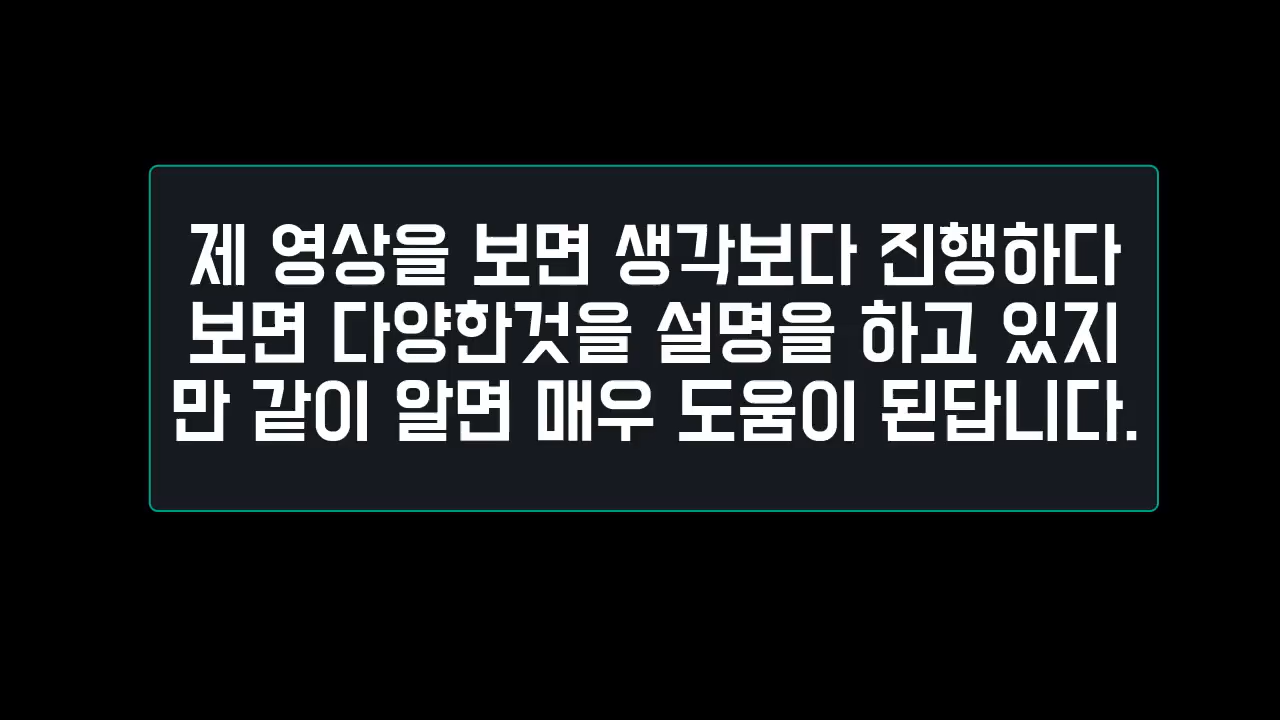 제 영상을 보면 생각보다 진행하다
보면 다양한것을 설명을 하고 있지
만 같이 알면 매우 도움이 된답니다.